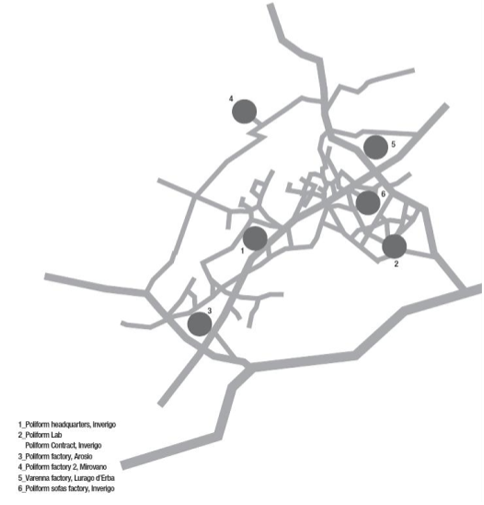 4
5
6
1
2
3
1_Poliform headquarters, Inverigo
2_Poliform Lab
Poliform Contract, Inverigo
3_Poliform factory, Arosio
4_Poliform factory 2, Mirovano
5_Varenna factory, Lurago d'Erba
6_Poliform sofas factory, Inverigo